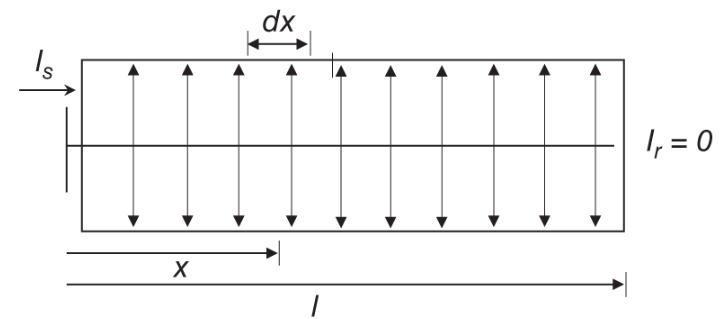 dx
I_s
I_r = 0
x
l